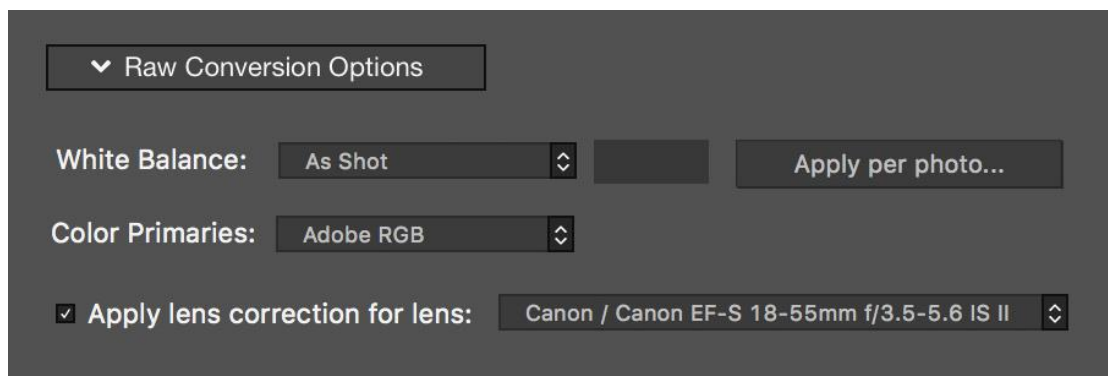 Raw Conversion Options
White Balance: As Shot Apply per photo...
Color Primaries: Adobe RGB
Apply lens correction for lens: Canon / Canon EF-S 18-55mm f/3.5-5.6 IS II